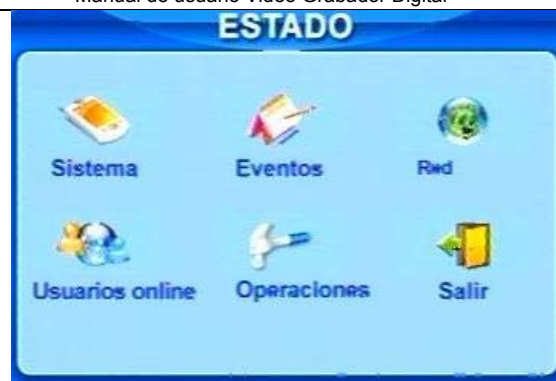 Manual de usuario Video Grabador Digital
ESTADO
Sistema Eventos Red
Usuarios online Operaciones Salir